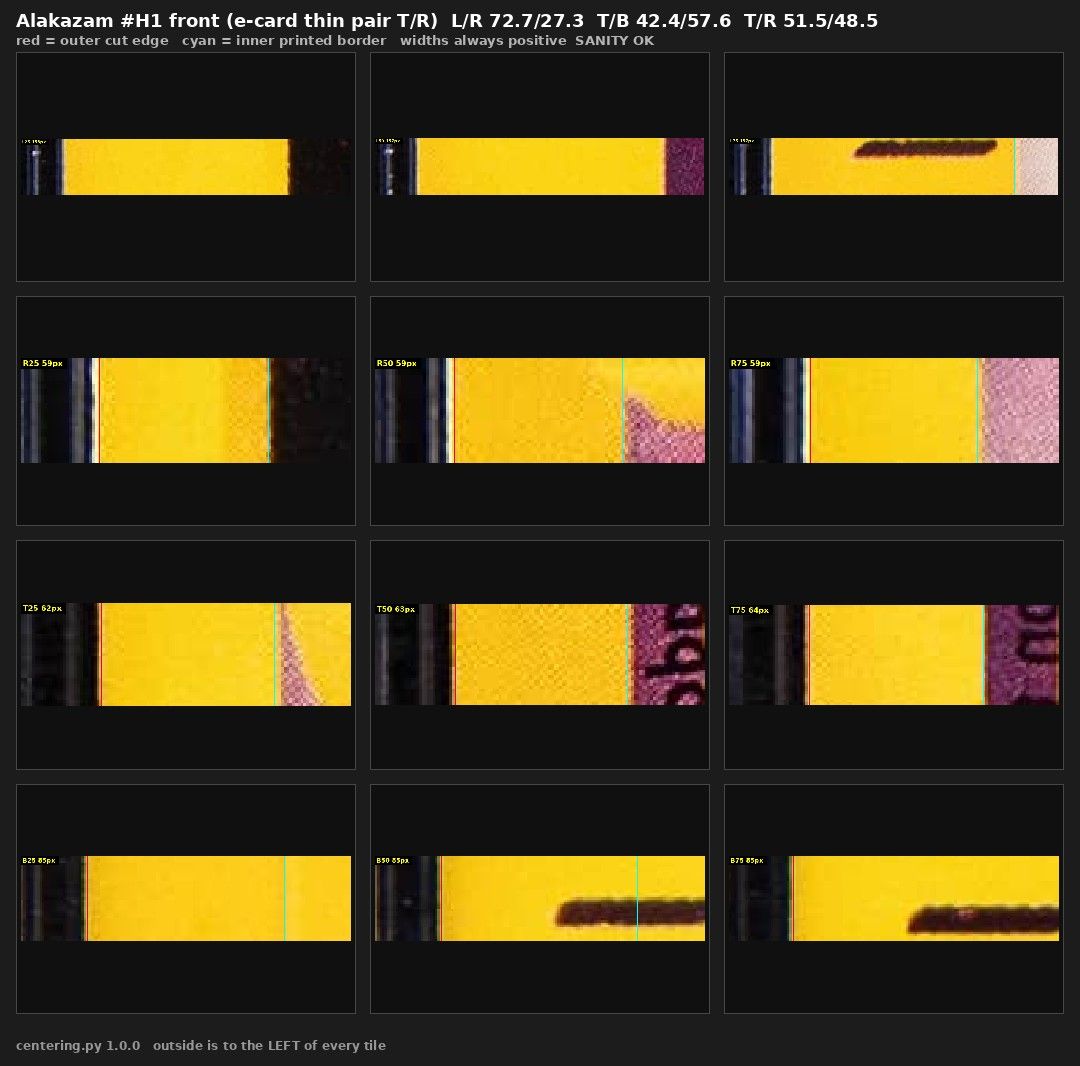 Alakazam #H1 front (e-card thin pair T/R)  L/R 72.7/27.3  T/B 42.4/57.6  T/R 51.5/48.5
red = outer cut edge   cyan = inner printed border   widths always positive  SANITY OK
R25 59px
R50 59px
R75 59px
T25 62px
T50 63px
T75 64px
B25 85px
B50 85px
B75 85px
centering.py 1.0.0   outside is to the LEFT of every tile